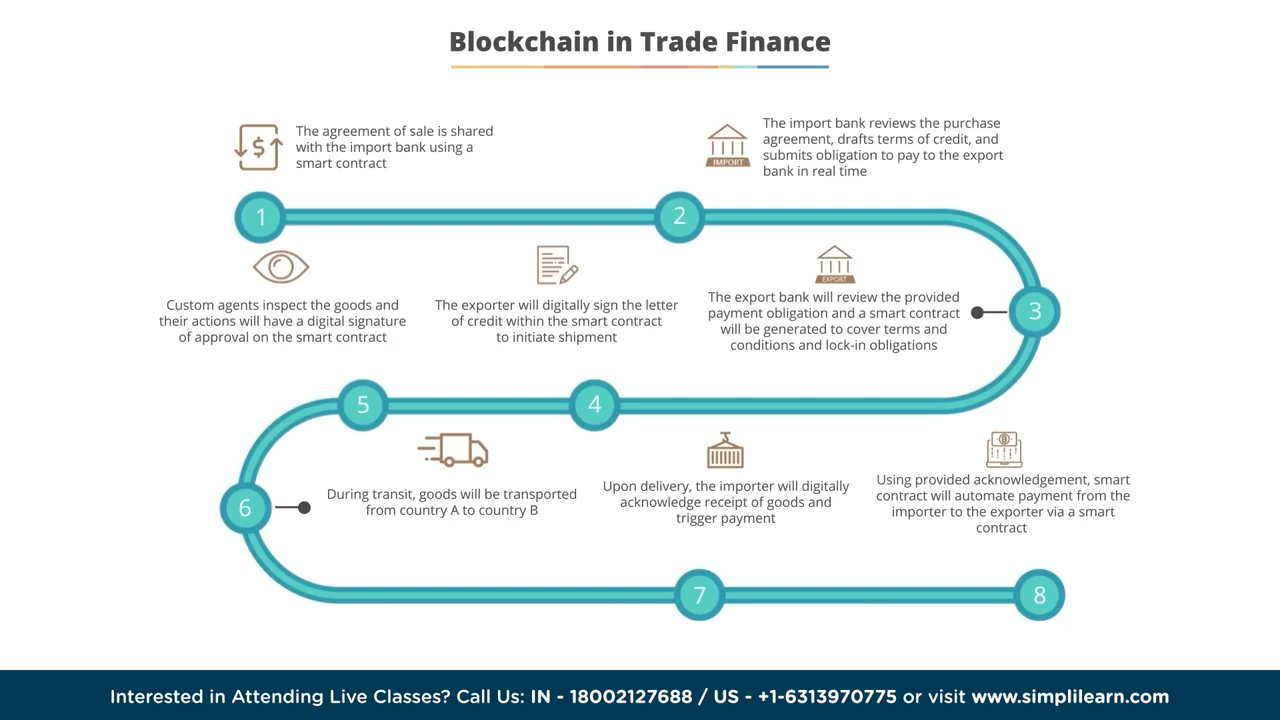 Blockchain in Trade Finance
The agreement of sale is shared
with the import bank using a
smart contract
$
The import bank reviews the purchase
agreement, drafts terms of credit, and
submits obligation to pay to the export
bank in real time
IMPORT
1
2
3
The export bank will review the provided
payment obligation and a smart contract
will be generated to cover terms and
conditions and lock-in obligations
EXPORT
The exporter will digitally sign the letter
of credit within the smart contract
to initiate shipment
4
Custom agents inspect the goods and
their actions will have a digital signature
of approval on the smart contract
5
6
During transit, goods will be transported
from country A to country B
Upon delivery, the importer will digitally
acknowledge receipt of goods and
trigger payment
7
B
Using provided acknowledgement, smart
contract will automate payment from the
importer to the exporter via a smart
contract
8
Interested in Attending Live Classes? Call Us: IN - 18002127688 / US - +1-6313970775 or visit www.simplilearn.com